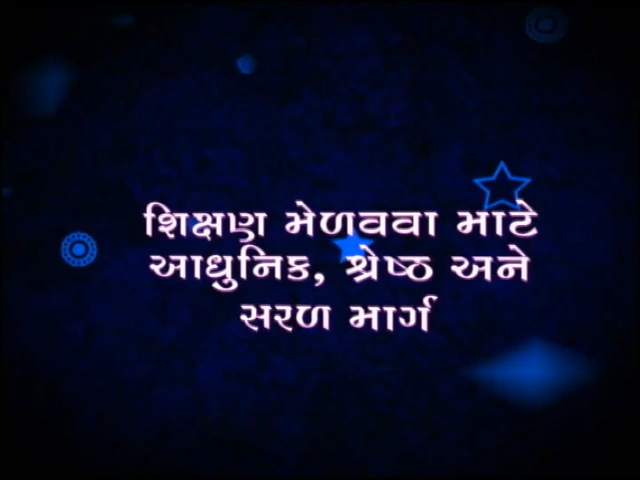 શિક્ષણ મેળવવા માટે
આધુનિક, શ્રેષ્ઠ અને
સરળ માર્ગ